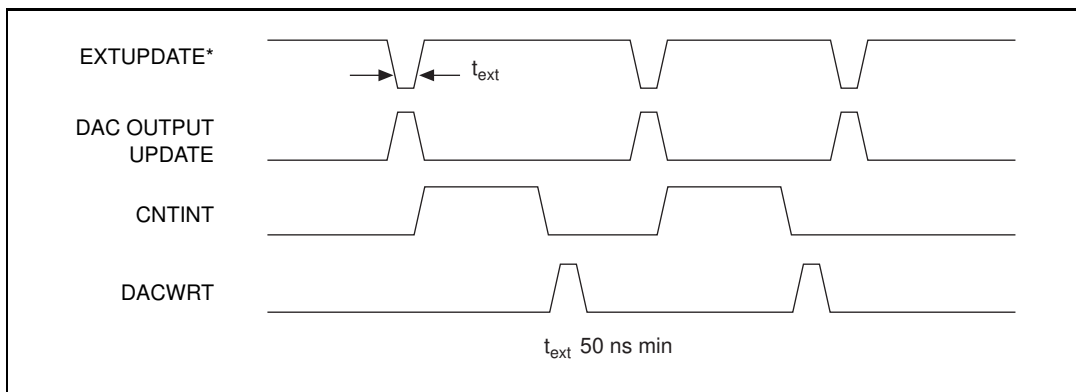 EXTUPDATE*
t_ext
DAC OUTPUT
UPDATE
CNTINT
DACWRT
t_ext 50 ns min